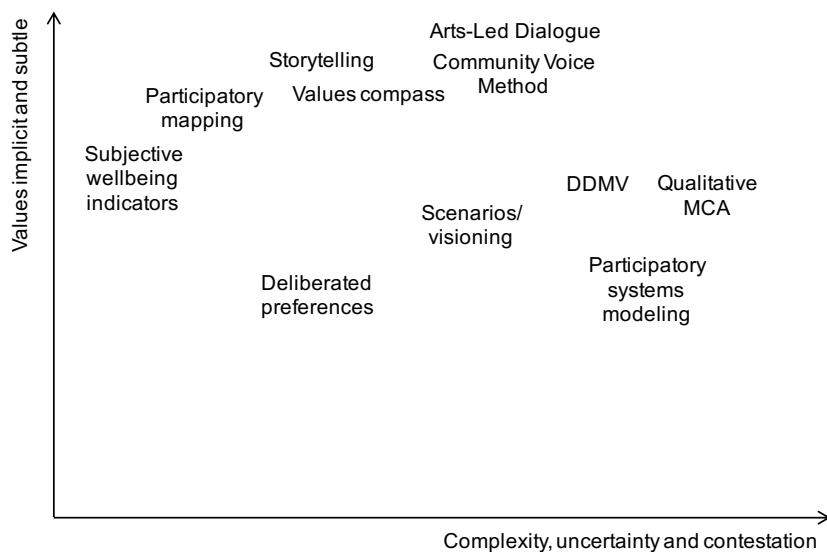 Values implicit and subtle
Arts-Led Dialogue
Storytelling
Community Voice
Method
Values compass
Participatory
mapping
Subjective
wellbeing
indicators
DDMV
Qualitative
MCA
Scenarios/
visioning
Participatory
systems
modeling
Deliberated
preferences
Complexity, uncertainty and contestation